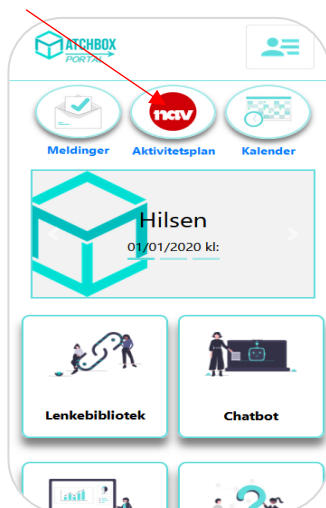 ATCHBOX
PORTAL
nav
Meldinger Aktivitetsplan Kalender
Hilsen
01/01/2020 kl:
Lenkebibliotek Chatbot
?